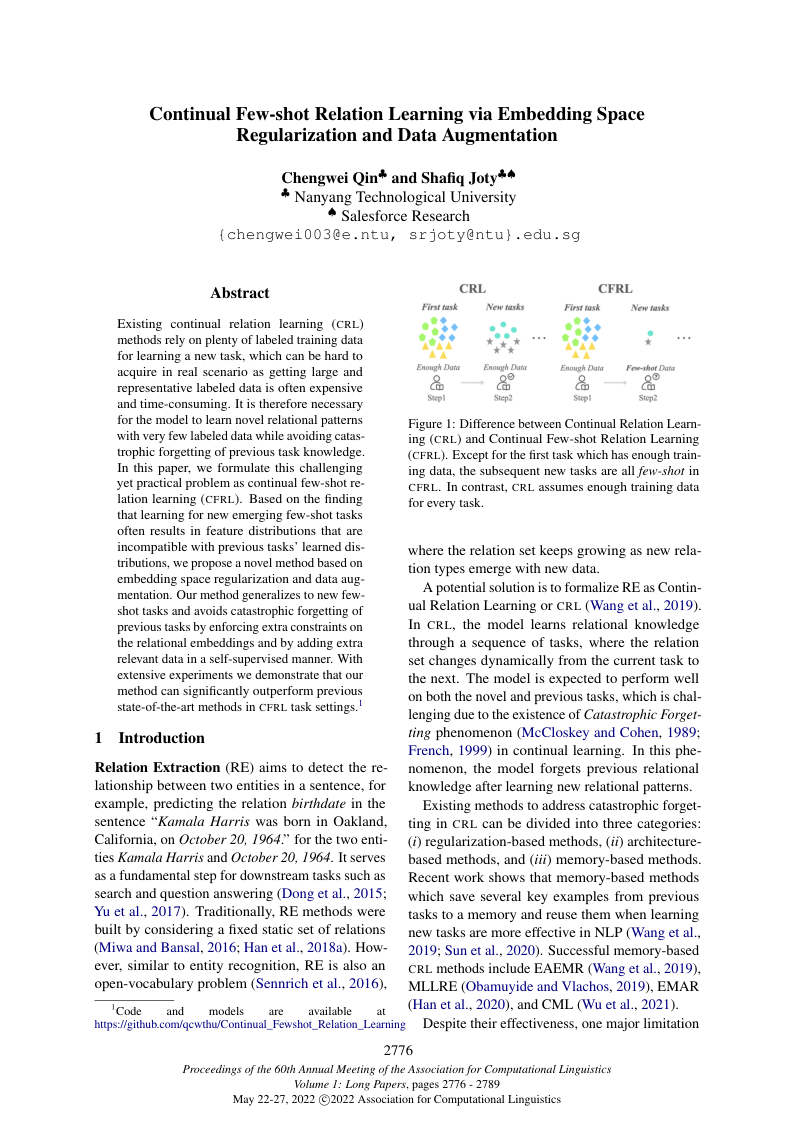 Continual Few-shot Relation Learning via Embedding Space
Regularization and Data Augmentation
Chengwei Qin♣ and Shafiq Joty♣♠
♣ Nanyang Technological University
♠ Salesforce Research
{chengwei003@e.ntu, srjoty@ntu}.edu.sg
Abstract
Existing continual relation learning (CRL)
methods rely on plenty of labeled training data
for learning a new task, which can be hard to
acquire in real scenario as getting large and
representative labeled data is often expensive
and time-consuming. It is therefore necessary
for the model to learn novel relational patterns
with very few labeled data while avoiding catas-
trophic forgetting of previous task knowledge.
In this paper, we formulate this challenging
yet practical problem as continual few-shot re-
lation learning (CFRL). Based on the finding
that learning for new emerging few-shot tasks
often results in feature distributions that are
incompatible with previous tasks' learned dis-
tributions, we propose a novel method based on
embedding space regularization and data aug-
mentation. Our method generalizes to new few-
shot tasks and avoids catastrophic forgetting of
previous tasks by enforcing extra constraints on
the relational embeddings and by adding extra
relevant data in a self-supervised manner. With
extensive experiments we demonstrate that our
method can significantly outperform previous
state-of-the-art methods in CFRL task settings.1
1 Introduction
Relation Extraction (RE) aims to detect the re-
lationship between two entities in a sentence, for
example, predicting the relation birthdate in the
sentence “Kamala Harris was born in Oakland,
California, on October 20, 1964.” for the two enti-
ties Kamala Harris and October 20, 1964. It serves
as a fundamental step for downstream tasks such as
search and question answering (Dong et al., 2015;
Yu et al., 2017). Traditionally, RE methods were
built by considering a fixed static set of relations
(Miwa and Bansal, 2016; Han et al., 2018a). How-
ever, similar to entity recognition, RE is also an
open-vocabulary problem (Sennrich et al., 2016),
1Code and models are available at
https://github.com/qcwthu/Continual_Fewshot_Relation_Learning
CRL CFRL
First task New tasks First task New tasks
... ...
Enough Data Enough Data Enough Data Few-shot Data
Step1 Step2 Step1 Step2
Figure 1: Difference between Continual Relation Learn-
ing (CRL) and Continual Few-shot Relation Learning
(CFRL). Except for the first task which has enough train-
ing data, the subsequent new tasks are all few-shot in
CFRL. In contrast, CRL assumes enough training data
for every task.
where the relation set keeps growing as new rela-
tion types emerge with new data.
A potential solution is to formalize RE as Contin-
ual Relation Learning or CRL (Wang et al., 2019).
In CRL, the model learns relational knowledge
through a sequence of tasks, where the relation
set changes dynamically from the current task to
the next. The model is expected to perform well
on both the novel and previous tasks, which is chal-
lenging due to the existence of Catastrophic Forget-
ting phenomenon (McCloskey and Cohen, 1989;
French, 1999) in continual learning. In this phe-
nomenon, the model forgets previous relational
knowledge after learning new relational patterns.
Existing methods to address catastrophic forget-
ting in CRL can be divided into three categories:
(i) regularization-based methods, (ii) architecture-
based methods, and (iii) memory-based methods.
Recent work shows that memory-based methods
which save several key examples from previous
tasks to a memory and reuse them when learning
new tasks are more effective in NLP (Wang et al.,
2019; Sun et al., 2020). Successful memory-based
CRL methods include EAEMR (Wang et al., 2019),
MLLRE (Obamuyide and Vlachos, 2019), EMAR
(Han et al., 2020), and CML (Wu et al., 2021).
Despite their effectiveness, one major limitation
2776
Proceedings of the 60th Annual Meeting of the Association for Computational Linguistics
Volume 1: Long Papers, pages 2776 - 2789
May 22-27, 2022 ©2022 Association for Computational Linguistics